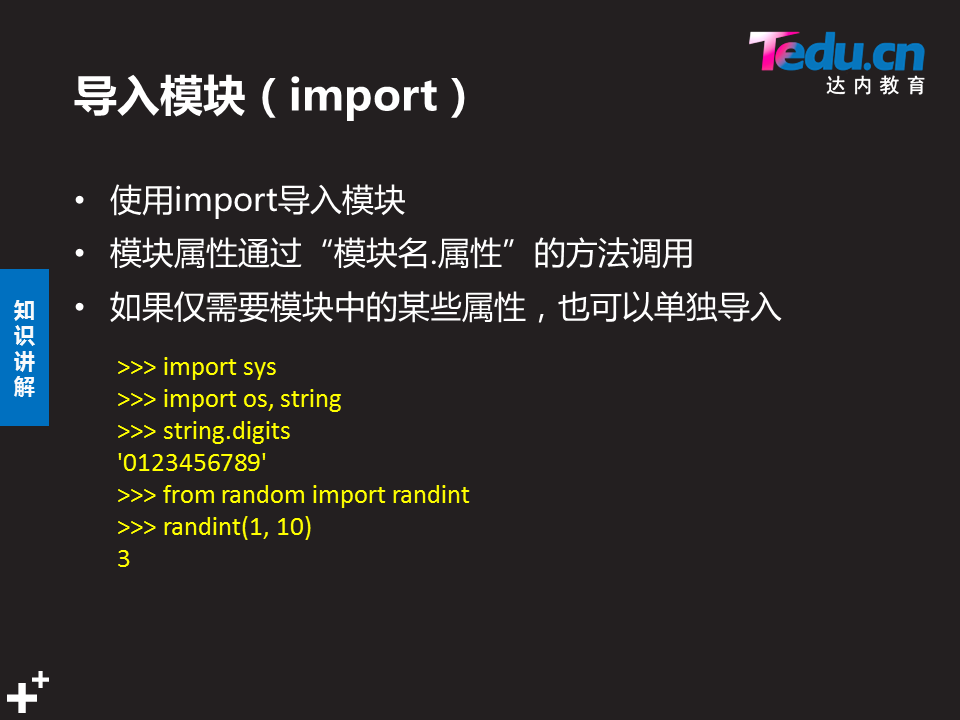 Tedu.cn
达内教育
导入模块（import）
• 使用import导入模块
• 模块属性通过“模块名.属性”的方法调用
• 如果仅需要模块中的某些属性，也可以单独导入
知识讲解
>>> import sys
>>> import os, string
>>> string.digits
'0123456789'
>>> from random import randint
>>> randint(1, 10)
3